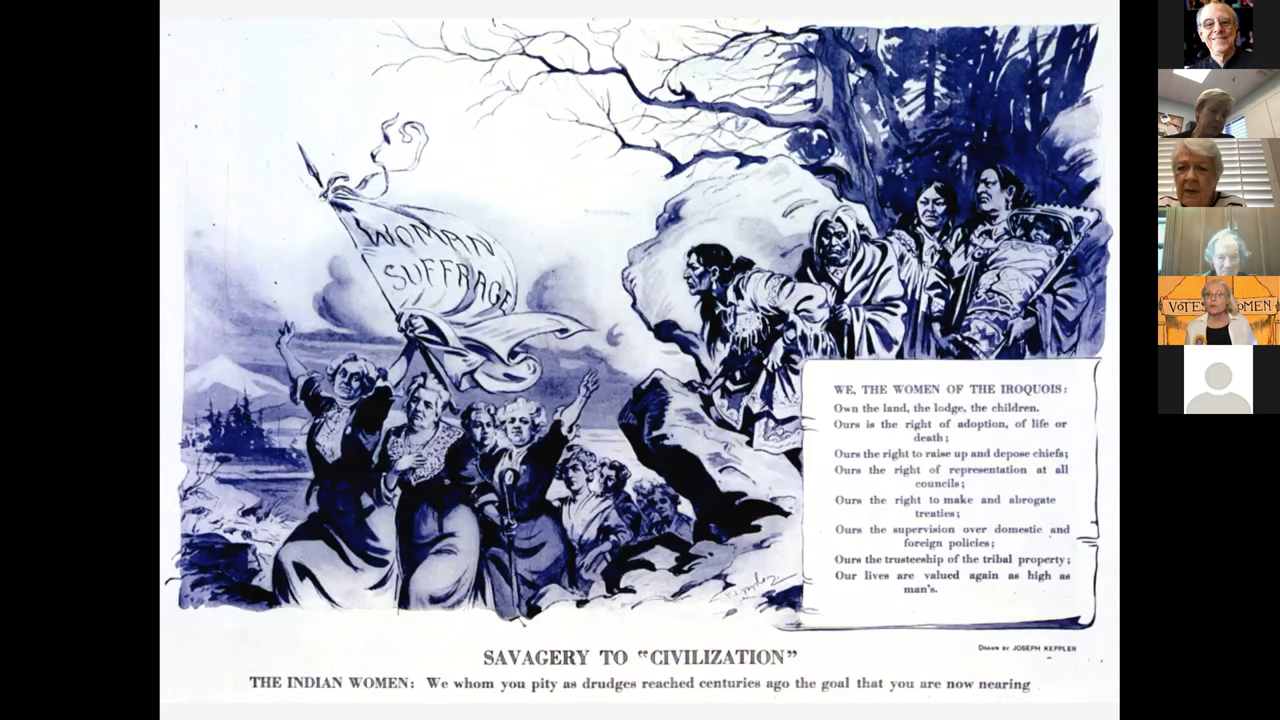 WOMAN
SUFFRAGE
WE, THE WOMEN OF THE IROQUOIS:
Own the land, the lodge, the children.
Ours is the right of adoption, of life or
death;
Ours the right to raise up and depose chiefs;
Ours the right of representation at all
councils;
Ours the right to make and abrogate
treaties;
Ours the supervision over domestic and
foreign policies;
Ours the trusteeship of the tribal property;
Our lives are valued again as high as
man's.
DRAWN BY JOSEPH KEPPLER
SAVAGERY TO "CIVILIZATION"
THE INDIAN WOMEN: We whom you pity as drudges reached centuries ago the goal that you are now nearing
VOTES
OMEN